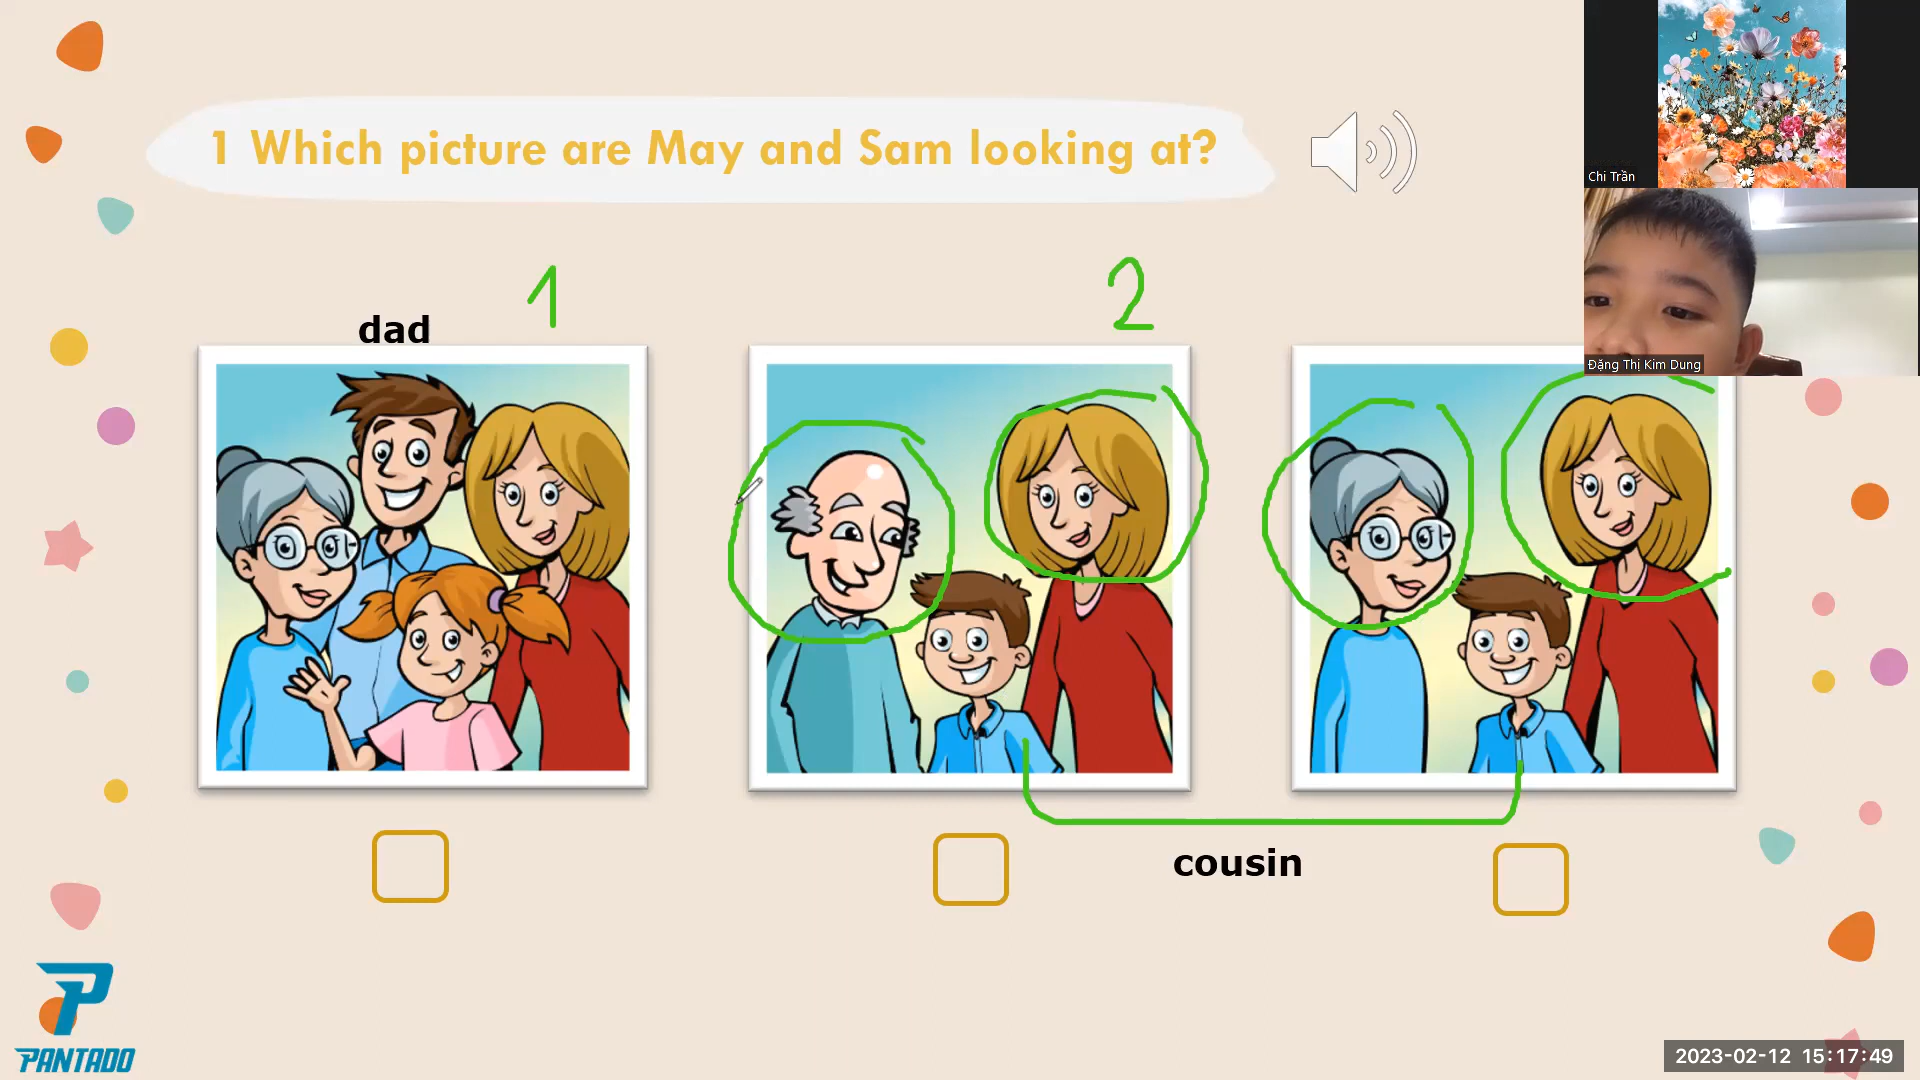 1 Which picture are May and Sam looking at?
Chi Trần
1
2
dad
Đặng Thị Kim Dung
cousin
PANTADO
2023-02-12 15:17:49